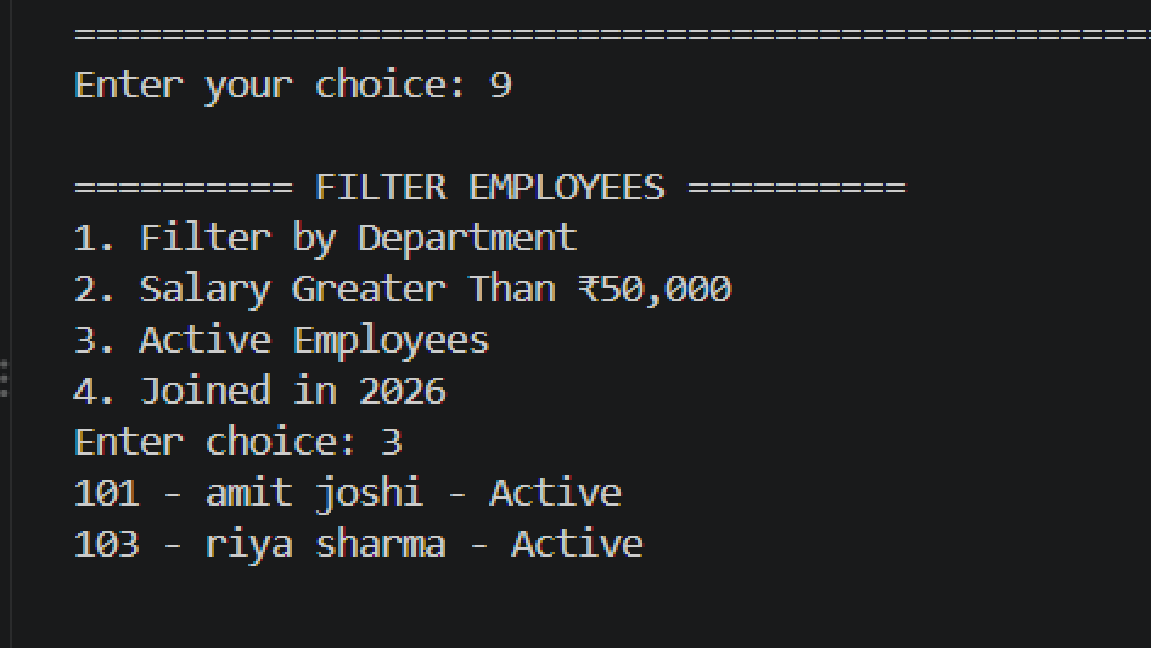 ==================================================
Enter your choice: 9
========== FILTER EMPLOYEES ==========
1. Filter by Department
2. Salary Greater Than ₹50,000
3. Active Employees
4. Joined in 2026
Enter choice: 3
101 - amit joshi - Active
103 - riya sharma - Active